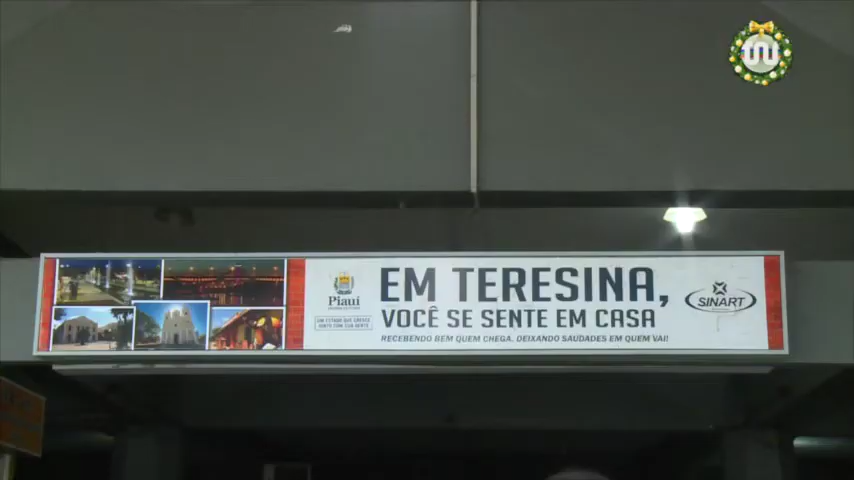 Piauí
EM TERESINA,
VOCÊ SE SENTE EM CASA
RECEBENDO BEM QUEM CHEGA. DEIXANDO SAUDADES EM QUEM VAI!
SINART